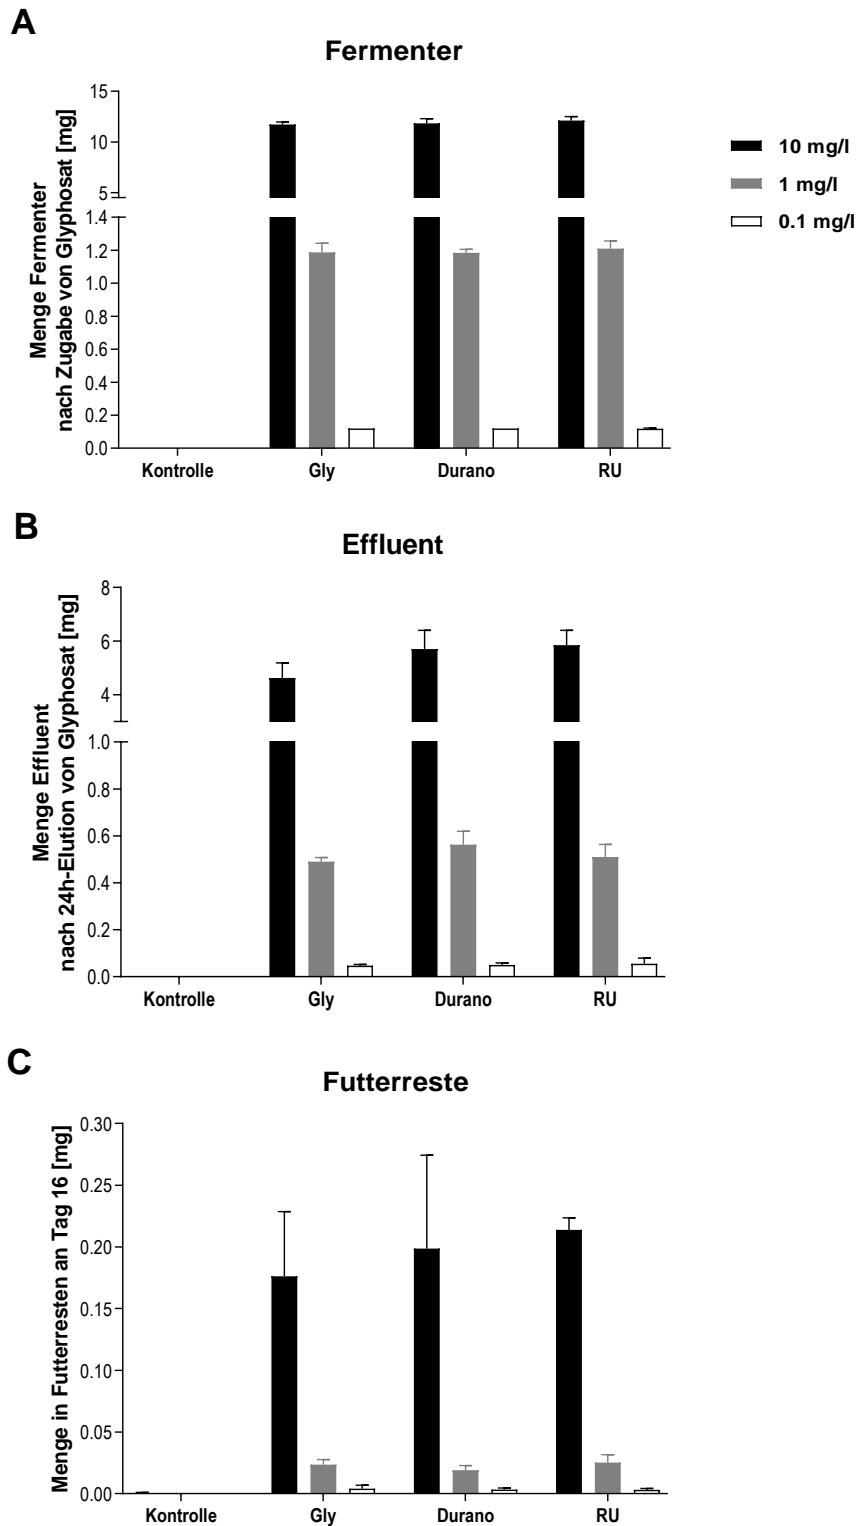 A
Fermenter
Menge Fermenter
nach Zugabe von Glyphosat [mg]
15
10
5
1.4
1.2
1.0
0.8
0.6
0.4
0.2
0.0
Kontrolle Gly Durano RU
10 mg/l
1 mg/l
0.1 mg/l
B
Effluent
Menge Effluent
nach 24h-Elution von Glyphosat [mg]
8
6
4
1.0
0.8
0.6
0.4
0.2
0.0
Kontrolle Gly Durano RU
C
Futterreste
Menge in Futterresten an Tag 16 [mg]
0.30
0.25
0.20
0.15
0.10
0.05
0.00
Kontrolle Gly Durano RU